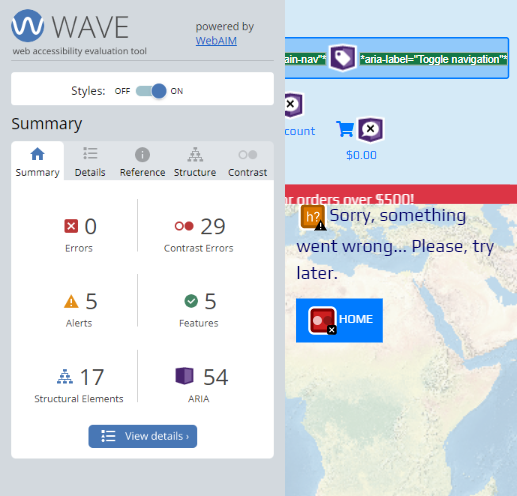 WAVE
web accessibility evaluation tool
powered by
WebAIM
Styles: OFF ON
Summary
Summary Details Reference Structure Contrast
0
Errors
29
Contrast Errors
5
Alerts
5
Features
17
Structural Elements
54
ARIA
View details ›
ain-nav"* *aria-label="Toggle navigation"*
count
$0.00
r orders over $500!
h? Sorry, something
went wrong... Please, try
later.
HOME